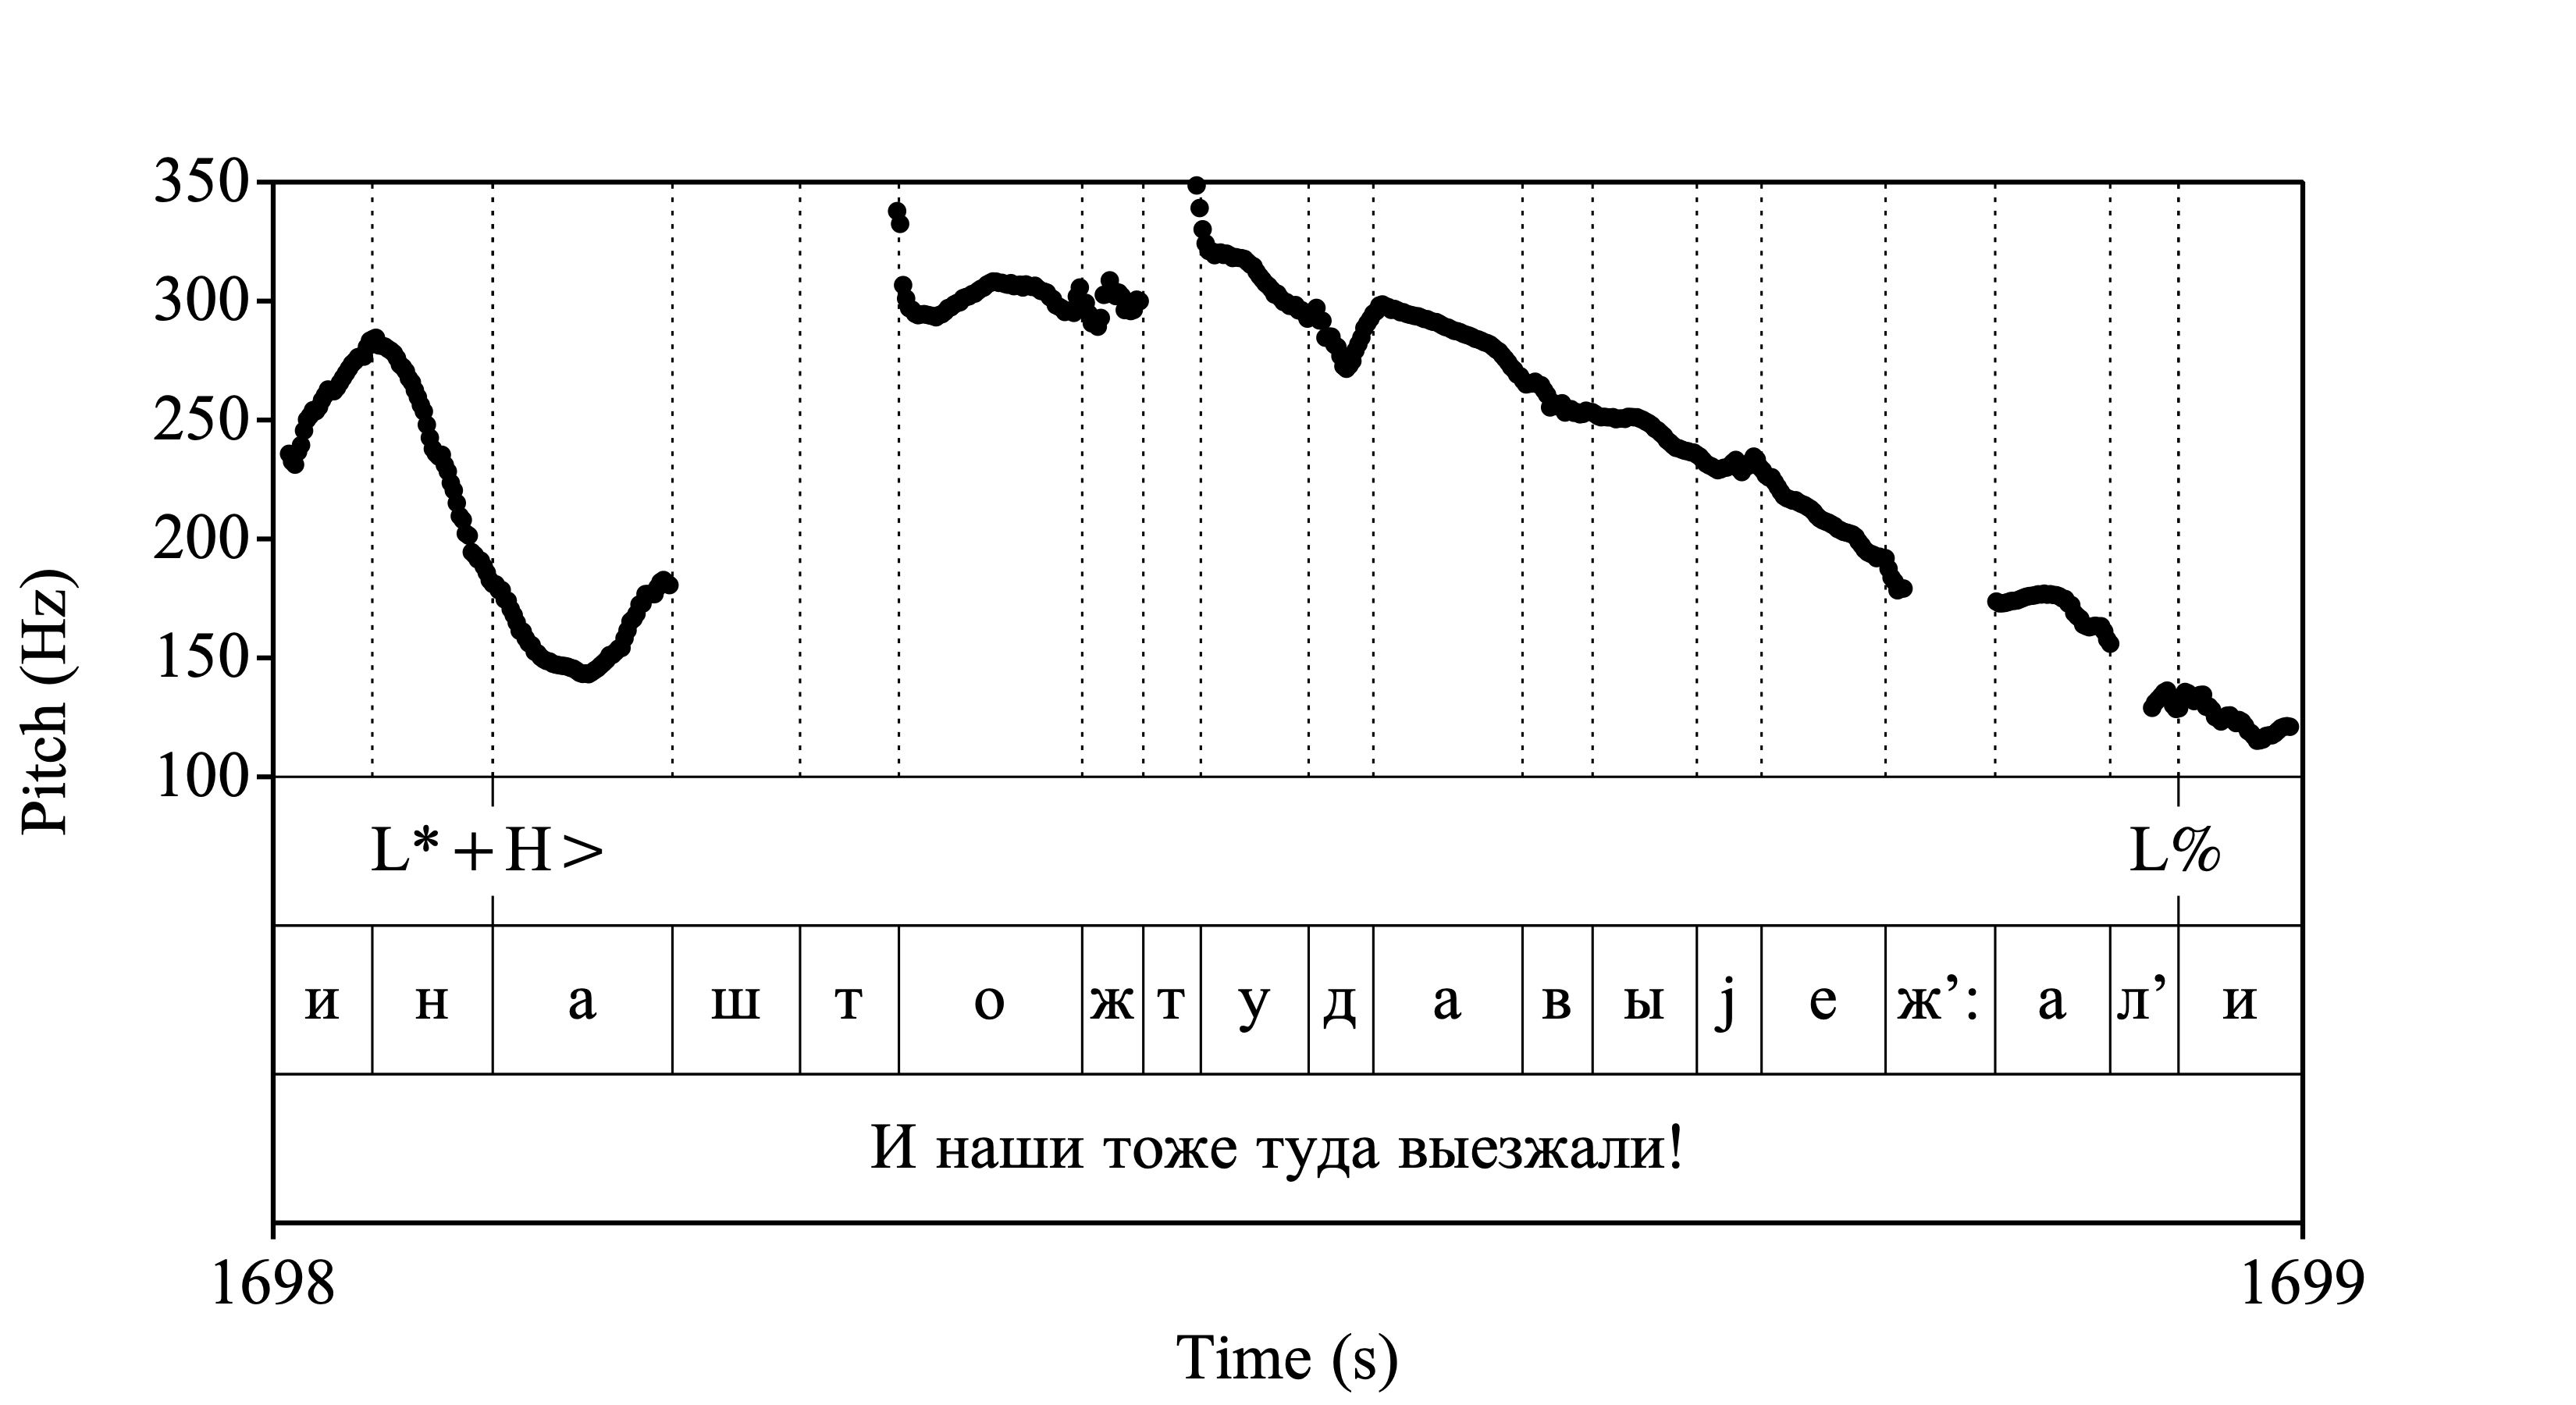 350
300
250
200
150
100
Pitch (Hz)
L*+H> L%
и н а ш т о ж т у д а в ы j е ж’: а л’ и
И наши тоже туда выезжали!
1698 1699
Time (s)